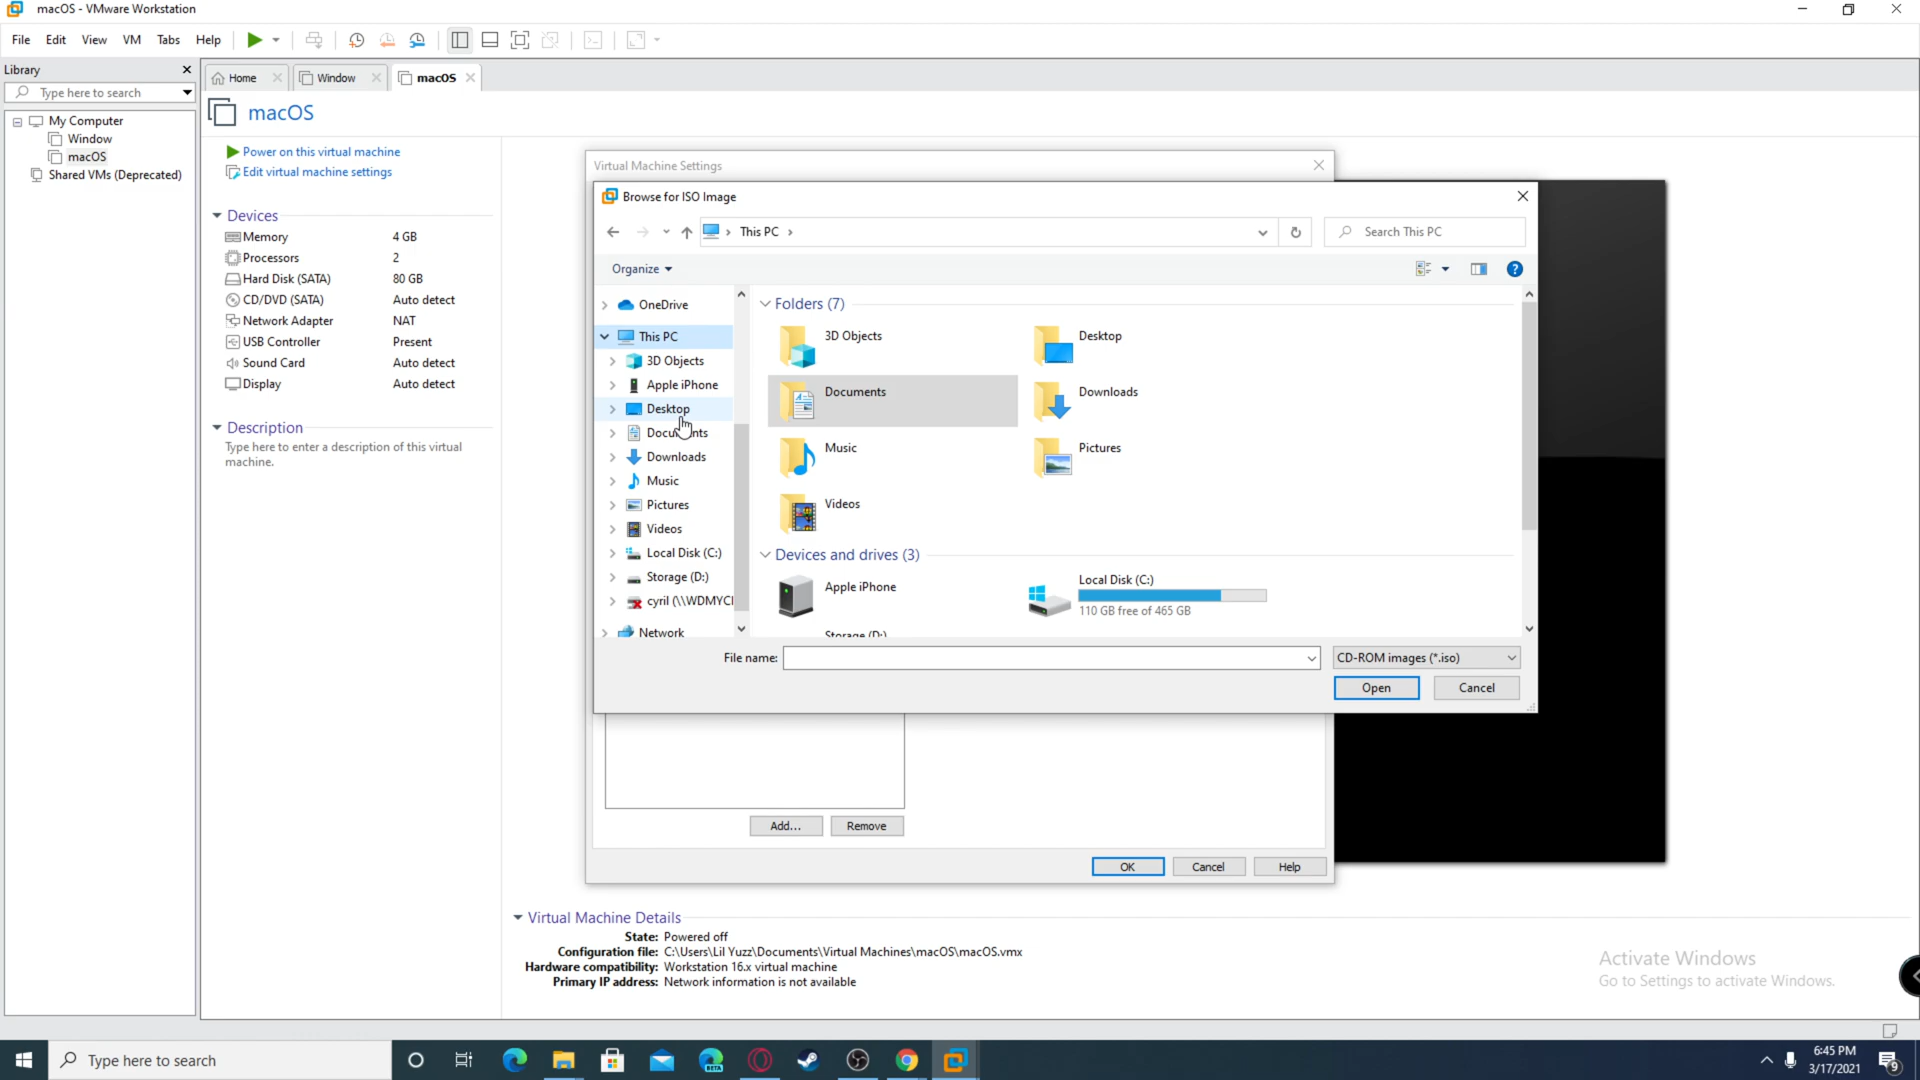 macOS - VMware Workstation
File Edit View VM Tabs Help
Library
Type here to search
My Computer
Window
macOS
Shared VMs (Deprecated)
Home
Window
macOS
macOS
Power on this virtual machine
Edit virtual machine settings
Devices
Memory 4 GB
Processors 2
Hard Disk (SATA) 80 GB
CD/DVD (SATA) Auto detect
Network Adapter NAT
USB Controller Present
Sound Card Auto detect
Display Auto detect
Description
Type here to enter a description of this virtual
machine.
Virtual Machine Settings
Browse for ISO Image
This PC
Search This PC
Organize
OneDrive
This PC
3D Objects
Apple iPhone
Desktop
Documents
Downloads
Music
Pictures
Videos
Local Disk (C:)
Storage (D:)
cyril (\\WDMYCl
Network
Folders (7)
3D Objects
Desktop
Documents
Downloads
Music
Pictures
Videos
Devices and drives (3)
Apple iPhone
Local Disk (C:)
110 GB free of 465 GB
Storage (D:)
File name:
CD-ROM images (*.iso)
Open
Cancel
Add...
Remove
OK
Cancel
Help
Virtual Machine Details
State: Powered off
Configuration file: C:\Users\Lil Yuzz\Documents\Virtual Machines\macOS\macOS.vmx
Hardware compatibility: Workstation 16.x virtual machine
Primary IP address: Network information is not available
Activate Windows
Go to Settings to activate Windows.
Type here to search
BETA
6:45 PM
3/17/2021
9